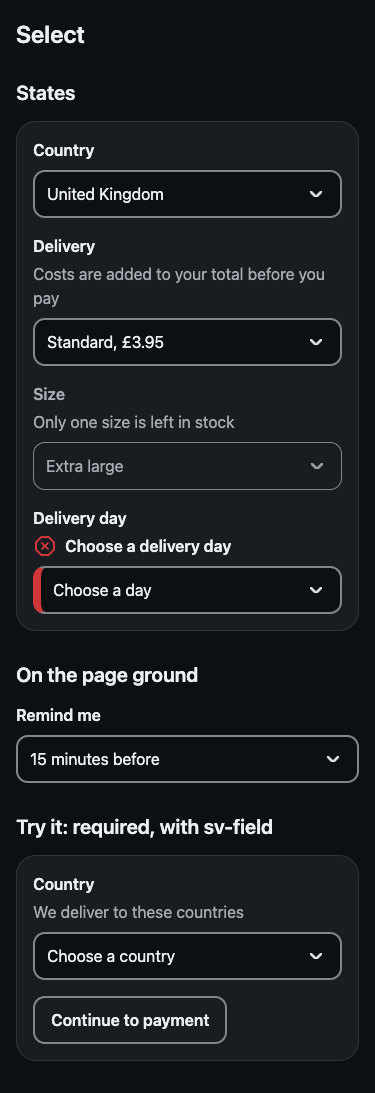 Select
States
Country
United Kingdom
Delivery
Costs are added to your total before you
pay
Standard, £3.95
Size
Only one size is left in stock
Extra large
Delivery day
Choose a delivery day
Choose a day
On the page ground
Remind me
15 minutes before
Try it: required, with sv-field
Country
We deliver to these countries
Choose a country
Continue to payment